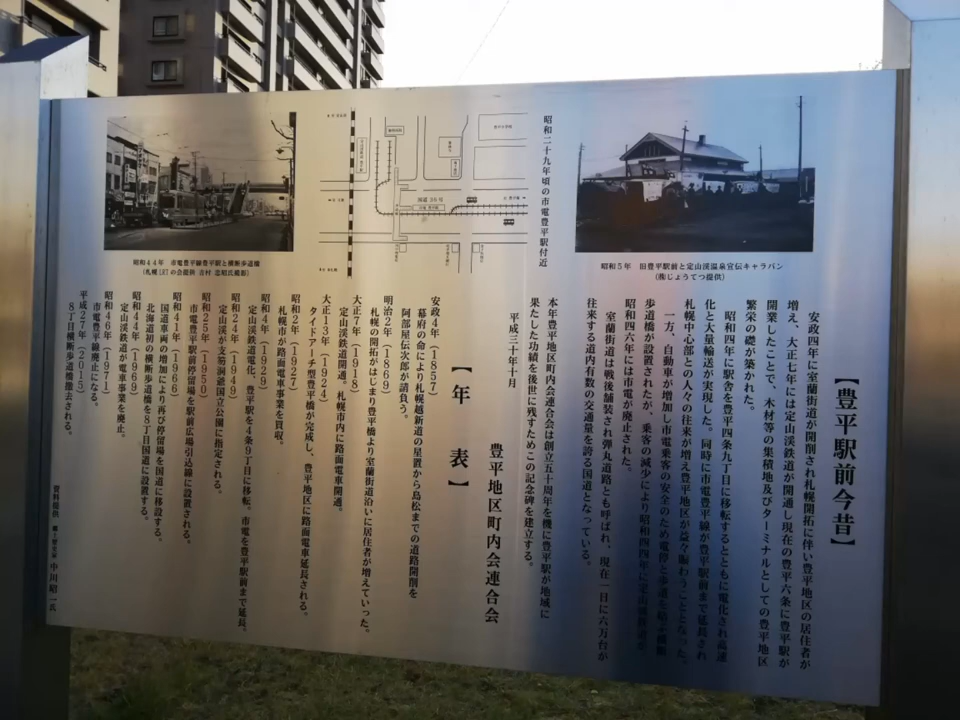 【豊平駅前今昔】
安政四年に室蘭街道が開削され札幌開拓に伴い豊平地区の居住者が
増え、大正七年には定山渓鉄道が開通し現在の豊平六条に豊平駅が
開業したことで、木材等の集積地及びターミナルとしての豊平地区
繁栄の礎が築かれた。
昭和四年に駅舎を豊平四条九丁目に移転するとともに電化され高速
化と大量輸送が実現した。同時に市電豊平線が豊平駅前まで延長され
札幌中心部との人々の往来が増え豊平地区が益々賑わうこととなった。
一方、自動車が増加し市電乗客の安全のため電停と歩道を結ぶ横断
歩道橋が設置されたが、乗客の減少により昭和四四年に定山渓鉄道が
昭和四六年には市電が廃止された。
室蘭街道は戦後舗装され弾丸道路とも呼ばれ、現在一日に六万台が
往来する道内有数の交通量を誇る国道となっている。
本年豊平地区町内会連合会は創立五十周年を機に豊平駅が地域に
果たした功績を後世に残すためこの記念碑を建立する。
平成三十年十月
豊平地区町内会連合会
昭和5年 旧豊平駅前と定山渓温泉宣伝キャラバン
(㈱じょうてつ提供)
昭和二十九年頃の市電豊平駅付近
国道36号
昭和44年 市電豊平線豊平駅と横断歩道橋
【年表】
安政4年(1857)
幕府の命により札幌越新道の星置から島松までの道路開削を
阿部屋伝次郎が請負う。
明治2年(1869)
札幌の開拓がはじまり豊平橋より室蘭街道沿いに居住者が増えていった。
大正7年(1918)
定山渓鉄道開通。札幌市内に路面電車開通。
大正13年(1924)
タイドアーチ型豊平橋が完成し、豊平地区に路面電車延長される。
昭和2年(1927)
札幌市が路面電車事業を買収。
昭和4年(1929)
定山渓鉄道電化、豊平駅を4条9丁目に移転。市電を豊平駅前まで延長。
昭和24年(1949)
定山渓が支笏洞爺国立公園に指定される。
昭和25年(1950)
市電豊平駅前停留場を駅前広場引込線に設置される。
昭和41年(1966)
国道車両の増加により再び停留場を国道に移設する。
北海道初の横断歩道橋を8丁目国道に設置する。
昭和44年(1969)
定山渓鉄道が電車事業を廃止。
昭和46年(1971)
市電豊平線廃止になる。
平成27年(2015)
8丁目横断歩道橋撤去される。
資料提供 中川昭一氏